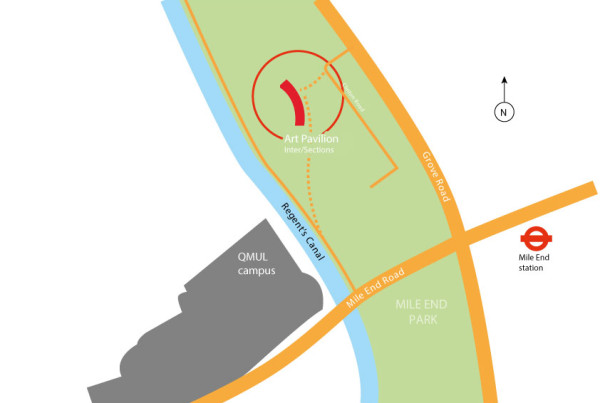 Art Pavilion
Inter/Sections
Grove Road
N
Regent's Canal
QMUL
campus
Mile End
station
Mile End Road
MILE END
PARK